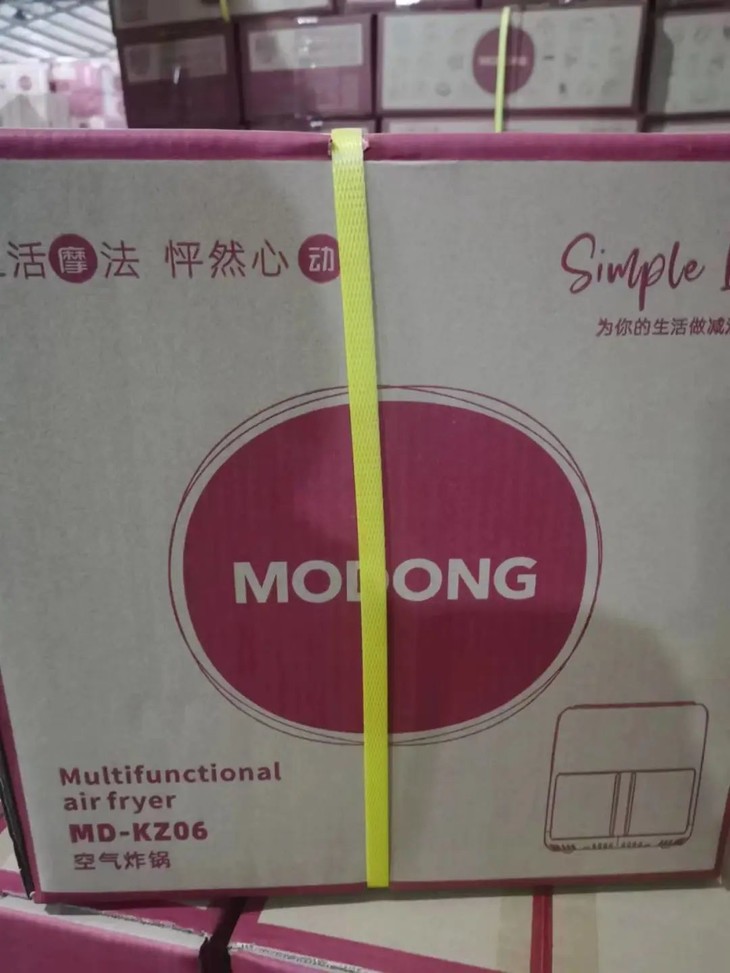 活摩法 怦然心动
Simple
为你的生活做减
MODONG
Multifunctional
air fryer
MD-KZ06
空气炸锅